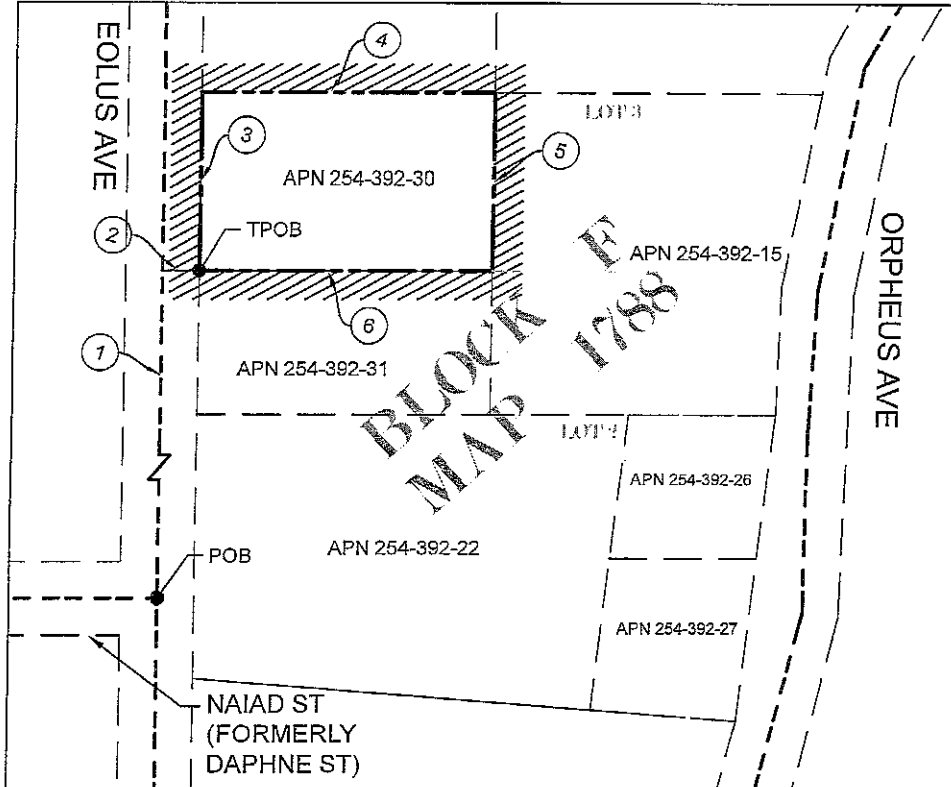 EOLUS AVE
4
LOT 3
3
5
APN 254-392-30
ORPHEUS AVE
2
TPOB
APN 254-392-15
BLOCK F
MAP 1788
6
1
APN 254-392-31
APN 254-392-26
APN 254-392-22
POB
APN 254-392-27
NAIAD ST
(FORMERLY
DAPHNE ST)